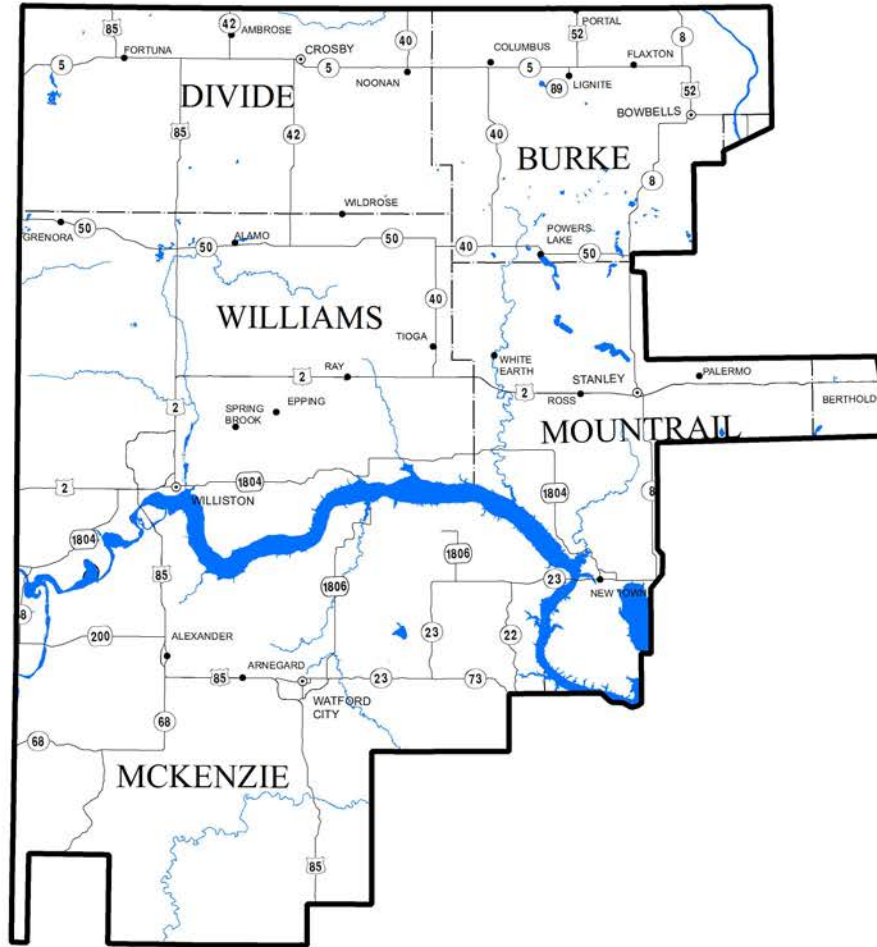 85
42
AMBROSE
40
PORTAL
52
8
FORTUNA
CROSBY
COLUMBUS
FLAXTON
5
5
NOONAN
5
LIGNITE
89
52
DIVIDE
BOWBELLS
85
42
40
BURKE
8
WILDROSE
GRENORA
50
ALAMO
50
50
40
POWERS
LAKE
50
40
WILLIAMS
TIOGA
WHITE
EARTH
RAY
2
STANLEY
PALERMO
2
ROSS
BERTHOLD
2
SPRING
BROOK
EPPING
MOUNTRAIL
2
1804
WILLISTON
1804
8
1804
85
1806
1806
23
NEW TOWN
8
200
ALEXANDER
23
22
85
ARNEGARD
23
73
WATFORD
CITY
68
68
MCKENZIE
85